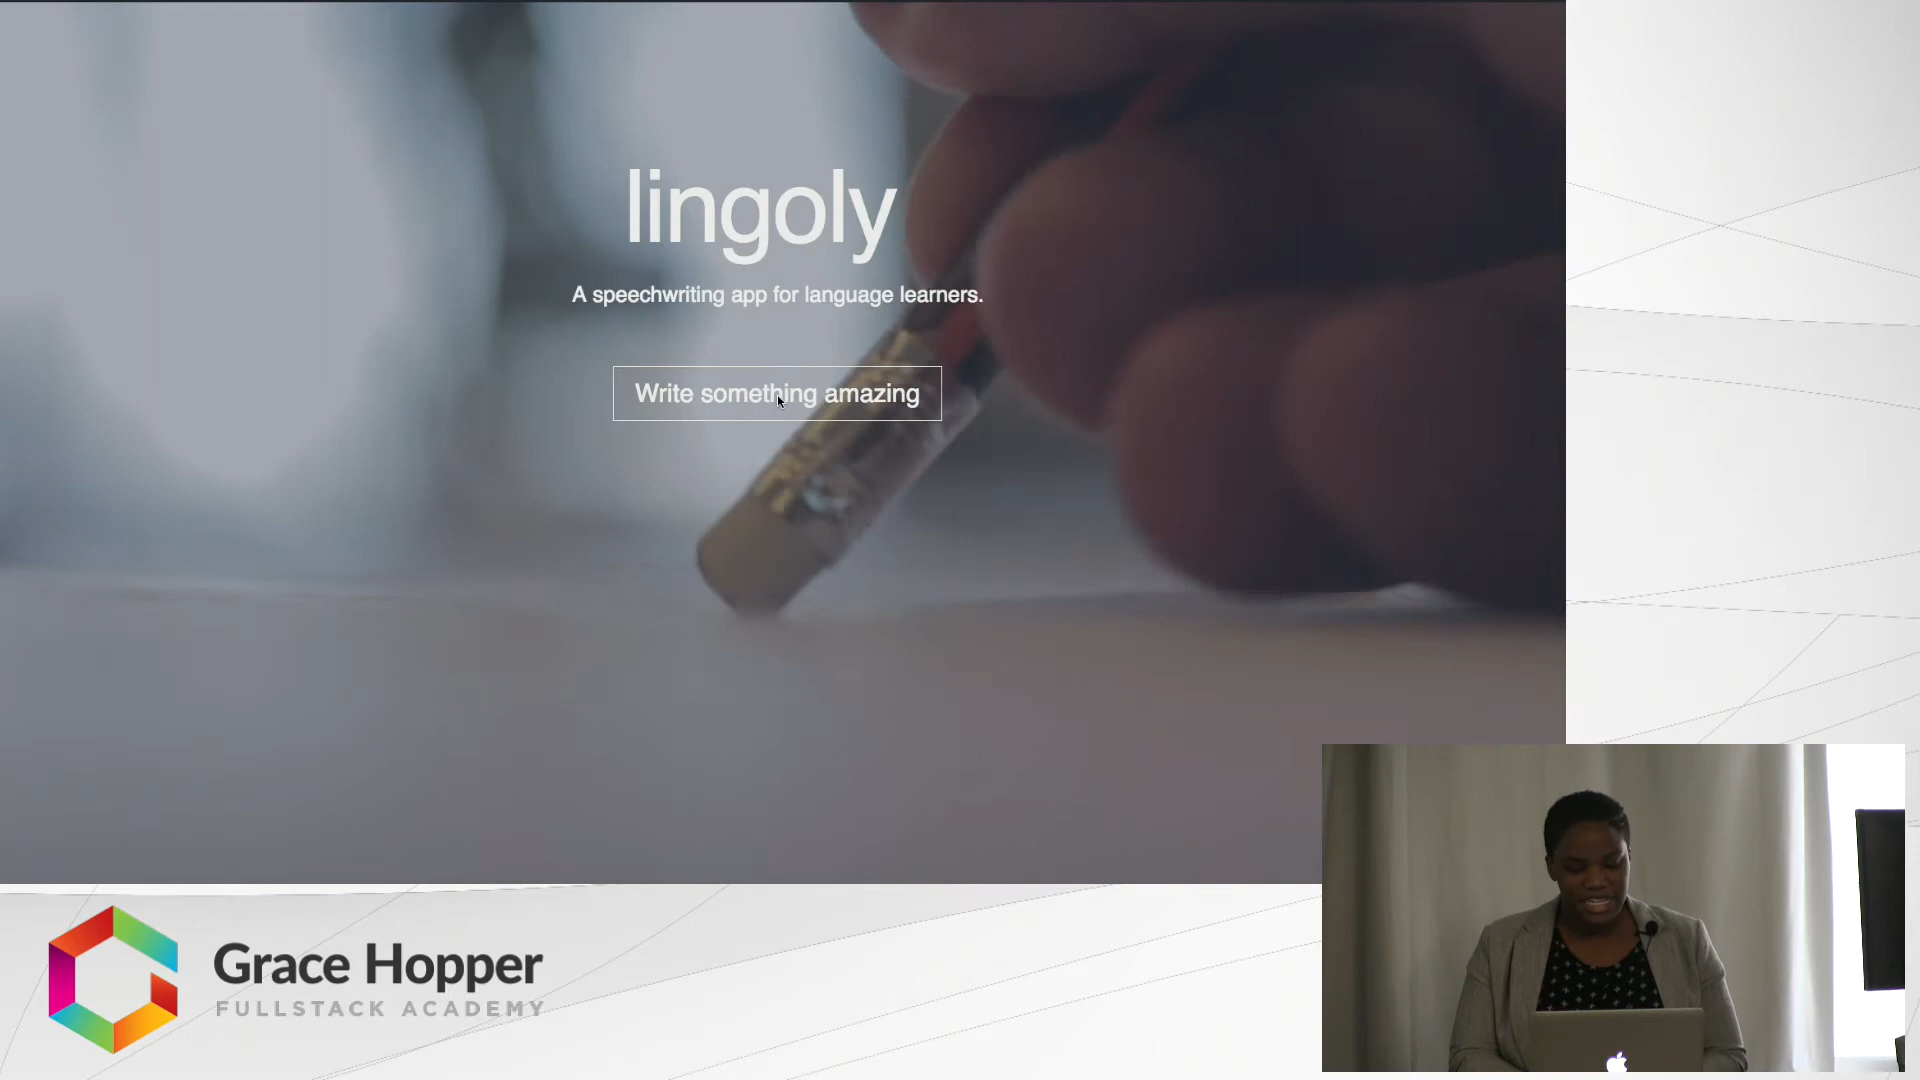 lingoly
A speechwriting app for language learners.
Write something amazing
Grace Hopper
FULLSTACK ACADEMY